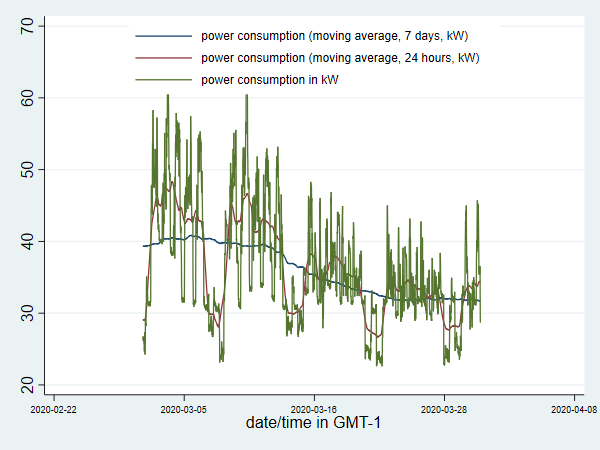 power consumption (moving average, 7 days, kW)
power consumption (moving average, 24 hours, kW)
power consumption in kW
70
60
50
40
30
20
2020-02-22 2020-03-05 2020-03-16 2020-03-28 2020-04-08
date/time in GMT-1